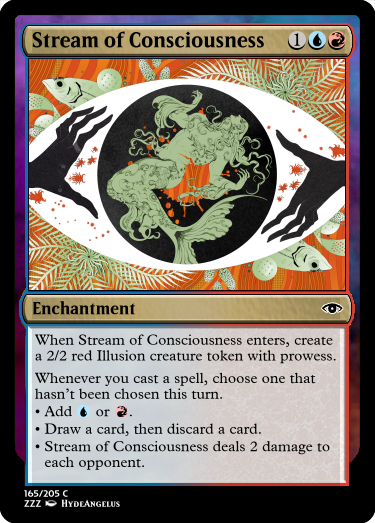 Stream of Consciousness 1UR
Enchantment
When Stream of Consciousness enters, create
a 2/2 red Illusion creature token with prowess.
Whenever you cast a spell, choose one that
hasn't been chosen this turn.
• Add or .
• Draw a card, then discard a card.
• Stream of Consciousness deals 2 damage to
each opponent.
165/205 C
ZZZ HydeAngelus